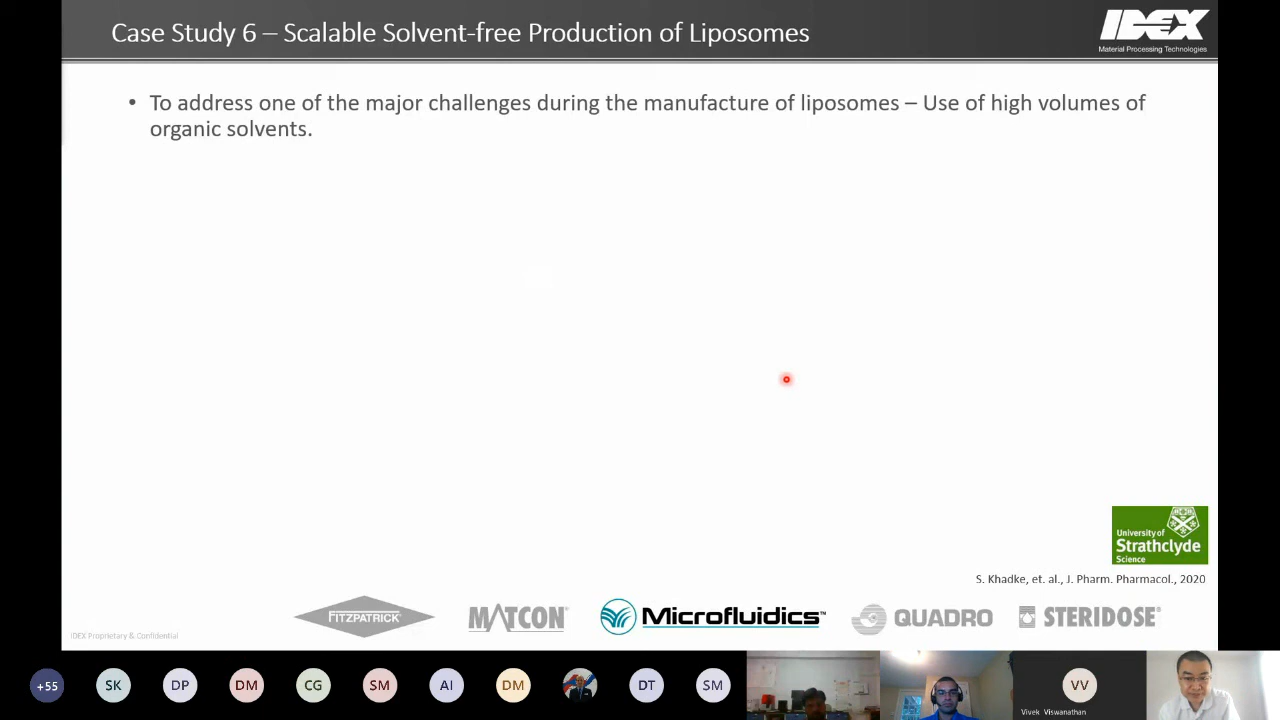 Case Study 6 – Scalable Solvent-free Production of Liposomes
IDEX
Material Processing Technologies
• To address one of the major challenges during the manufacture of liposomes – Use of high volumes of
organic solvents.
University of
Strathclyde
Science
S. Khadke, et. al., J. Pharm. Pharmacol., 2020
FITZPATRICK®
MATCON®
Microfluidics™
QUADRO
STERIDOSE®
IDEX Proprietary & Confidential
+55
SK
DP
DM
CG
SM
AI
DM
DT
SM
VV
Vivek Viswanathan